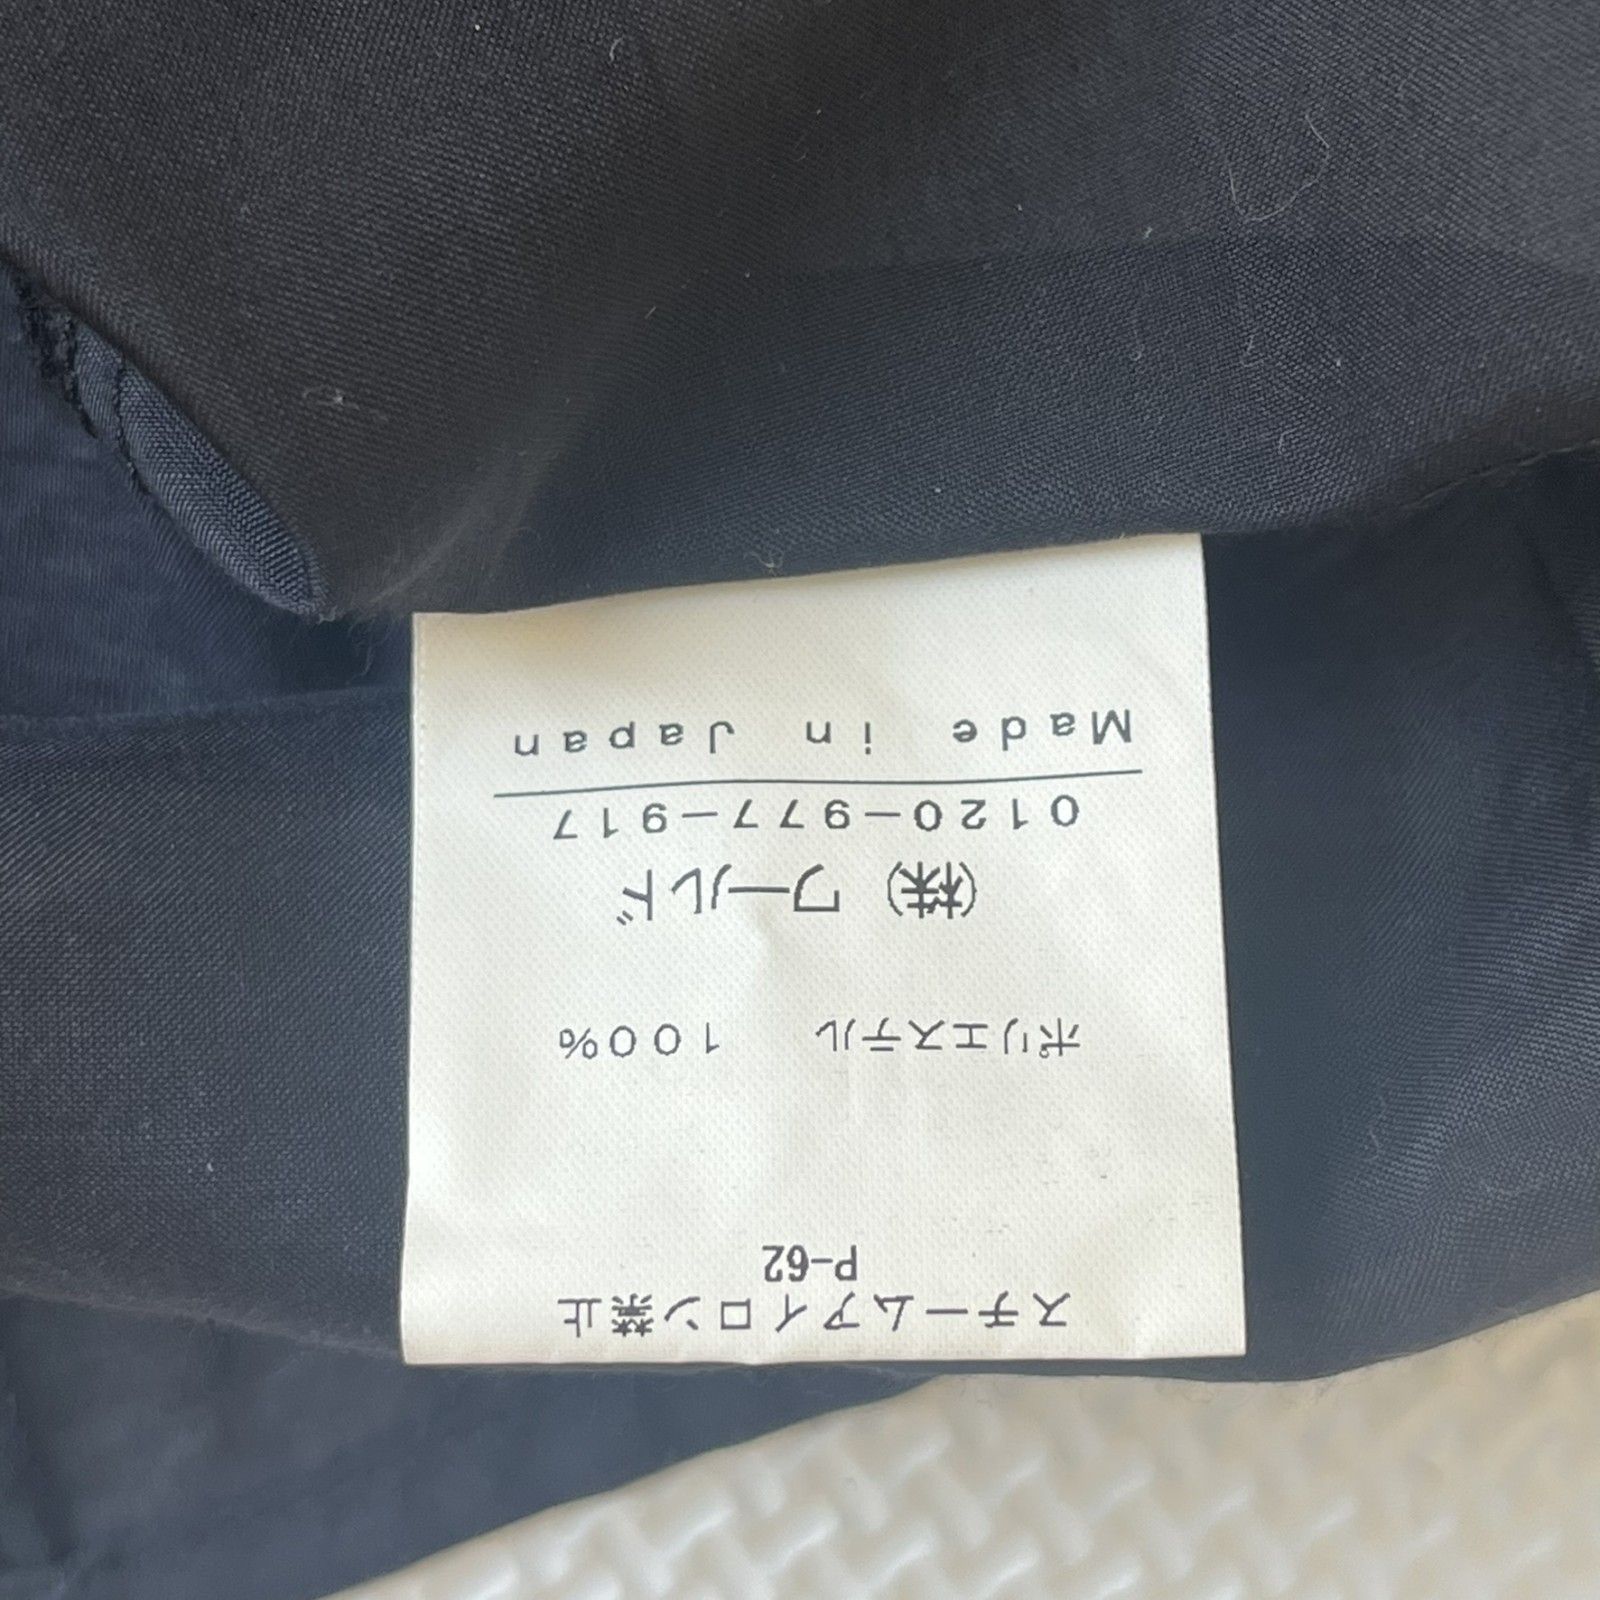 スチームアイロン禁止
P-62
ポリエステル 100%
(株) ワールド
0120-977-917
Made in Japan